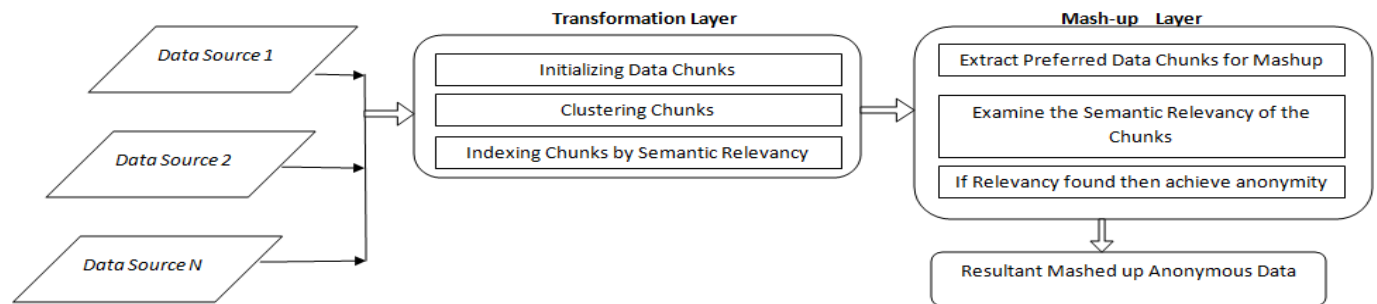 Data Source 1
Data Source 2
Data Source N
Transformation Layer
Initializing Data Chunks
Clustering Chunks
Indexing Chunks by Semantic Relevancy
Mash-up Layer
Extract Preferred Data Chunks for Mashup
Examine the Semantic Relevancy of the
Chunks
If Relevancy found then achieve anonymity
Resultant Mashed up Anonymous Data